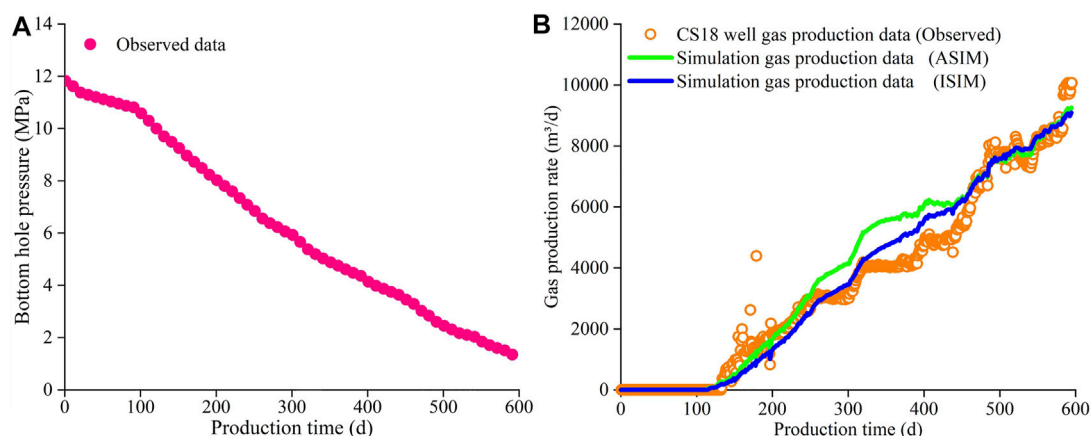 A
14
12
10
8
6
4
2
0
Bottom hole pressure (MPa)
Observed data
0 100 200 300 400 500 600
Production time (d)
B
12000
10000
8000
6000
4000
2000
0
Gas production rate (m³/d)
CS18 well gas production data (Observed)
Simulation gas production data (ASIM)
Simulation gas production data (ISIM)
0 100 200 300 400 500 600
Production time (d)